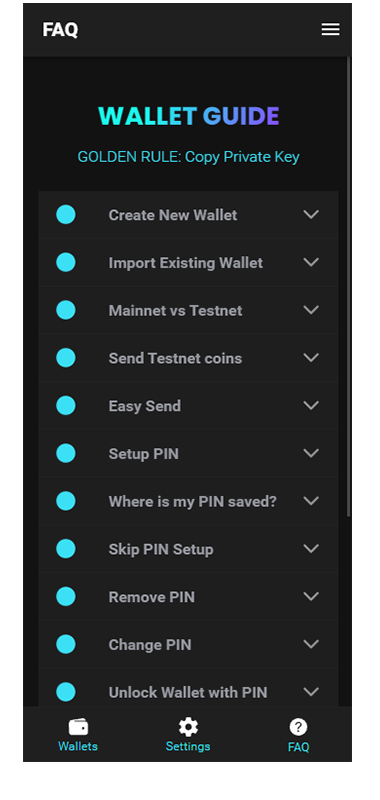 FAQ
WALLET GUIDE
GOLDEN RULE: Copy Private Key
Create New Wallet
Import Existing Wallet
Mainnet vs Testnet
Send Testnet coins
Easy Send
Setup PIN
Where is my PIN saved?
Skip PIN Setup
Remove PIN
Change PIN
Unlock Wallet with PIN
Wallets Settings FAQ